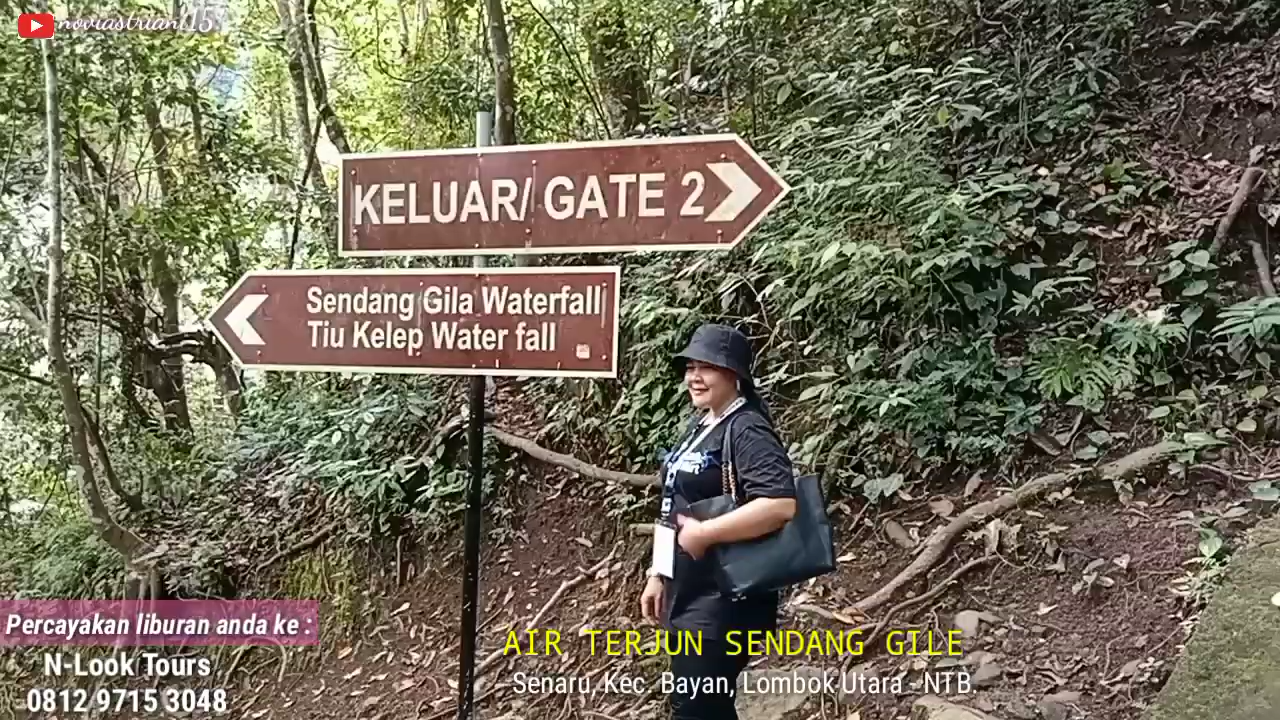 noviastriani15
KELUAR/ GATE 2
Sendang Gila Waterfall
Tiu Kelep Water fall
Percayakan liburan anda ke :
N-Look Tours
0812 9715 3048
AIR TERJUN SENDANG GILE
Senaru, Kec. Bayan, Lombok Utara - NTB.